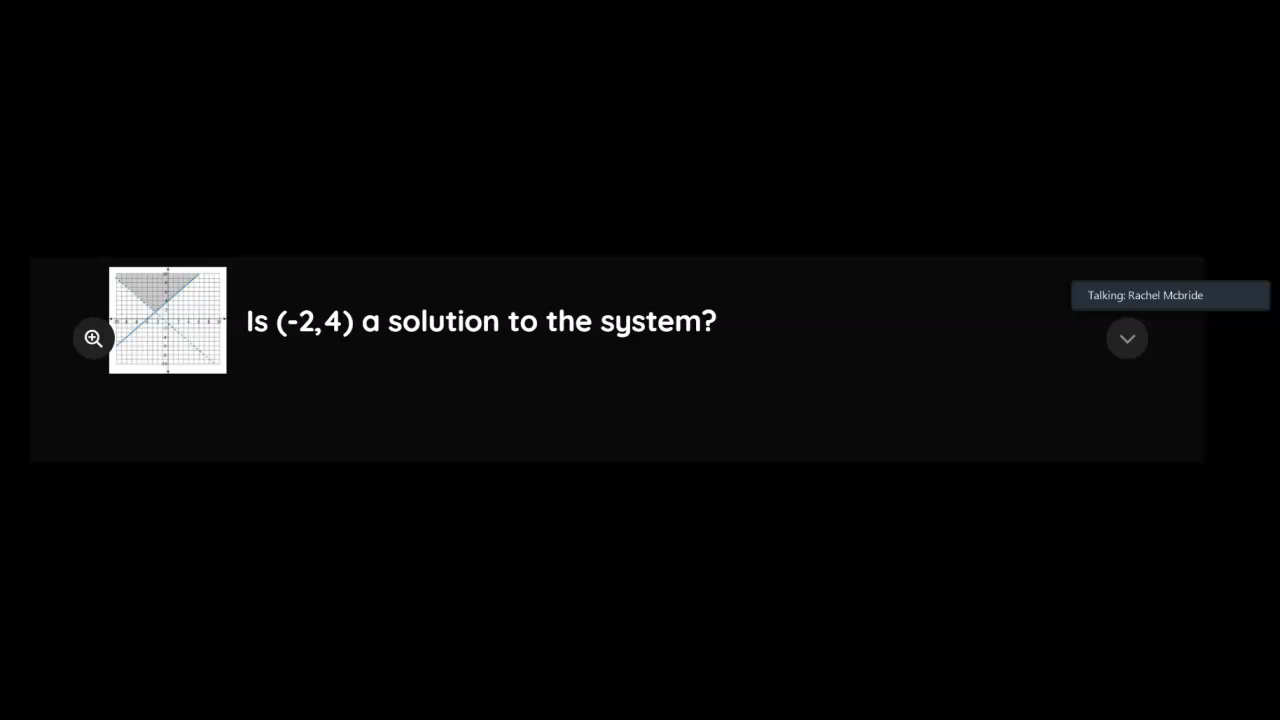 Is (-2,4) a solution to the system?
Talking: Rachel Mcbride